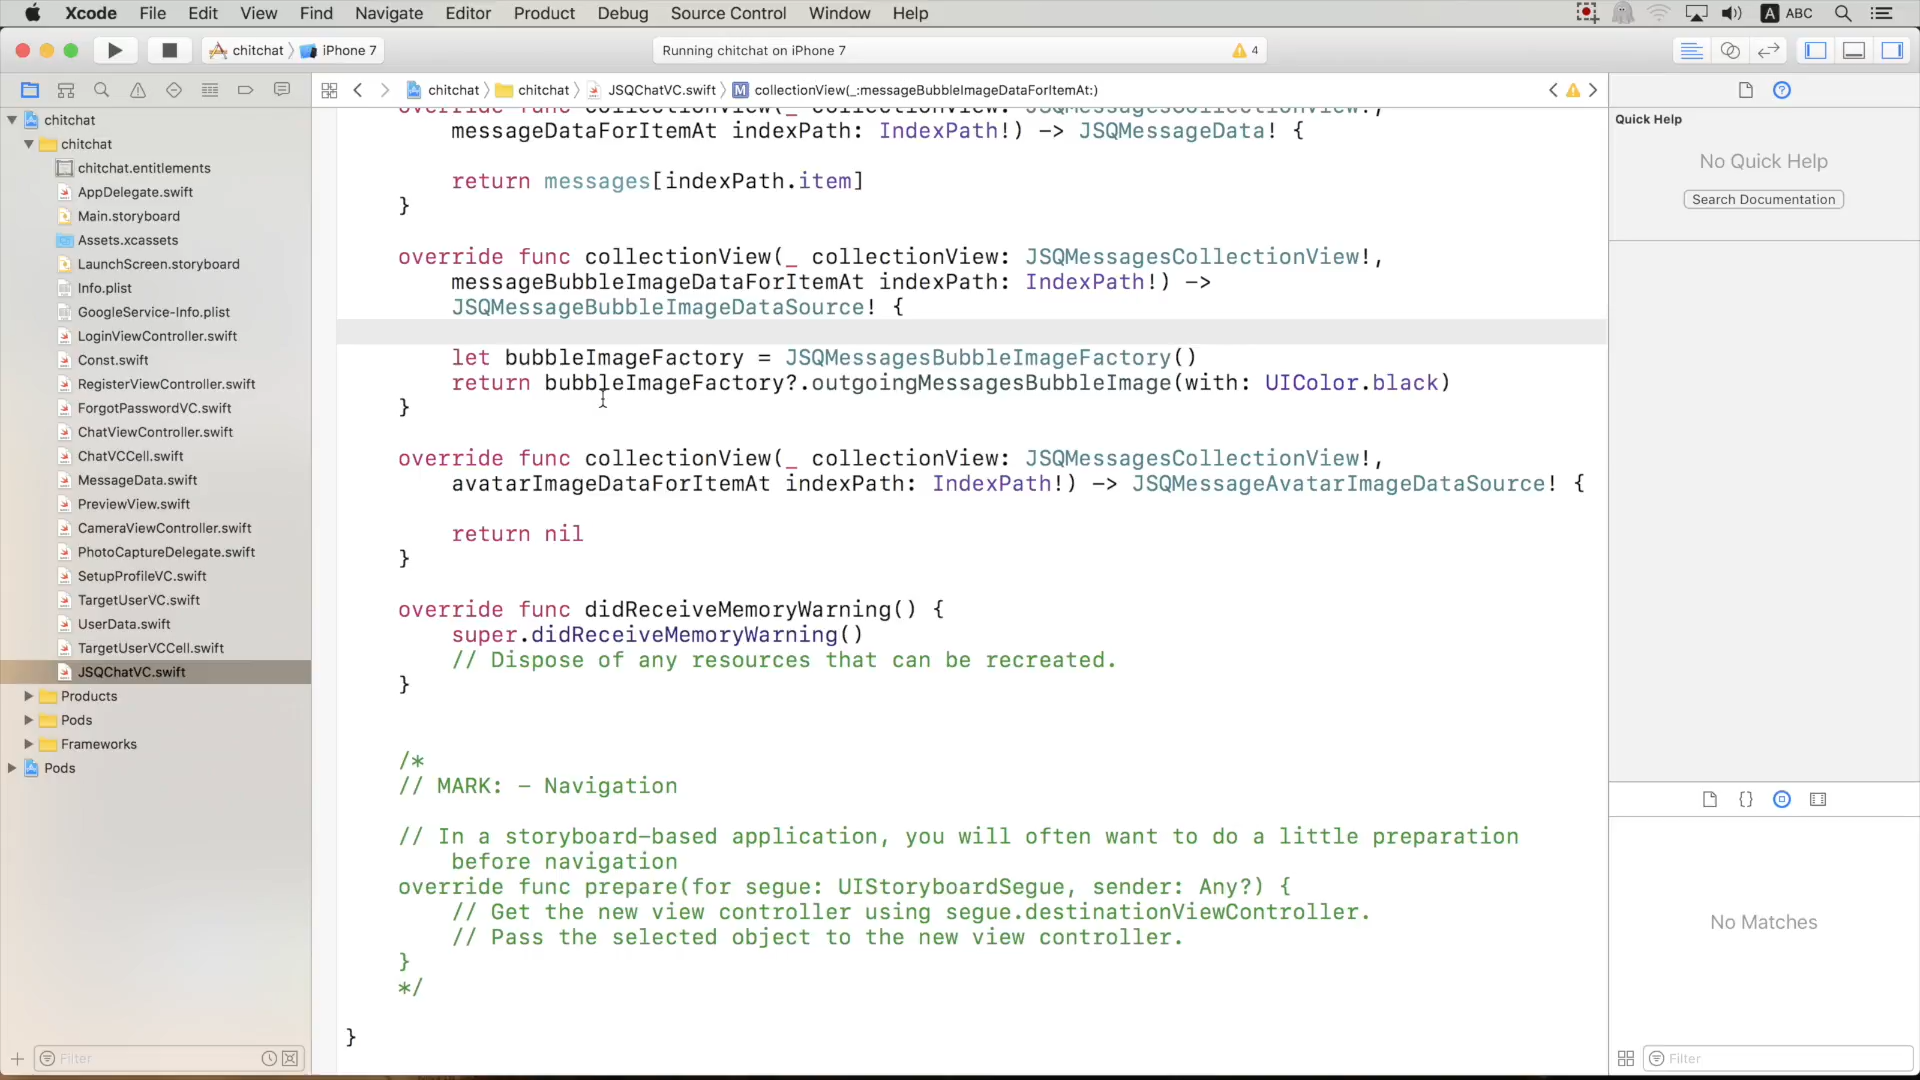 Xcode File Edit View Find Navigate Editor Product Debug Source Control Window Help A ABC
chitchat iPhone 7 Running chitchat on iPhone 7 4
chitchat chitchat JSQChatVC.swift M collectionView(_:messageBubbleImageDataForItemAt:)
chitchat
chitchat
chitchat.entitlements
AppDelegate.swift
Main.storyboard
Assets.xcassets
LaunchScreen.storyboard
Info.plist
GoogleService-Info.plist
LoginViewController.swift
Const.swift
RegisterViewController.swift
ForgotPasswordVC.swift
ChatViewController.swift
ChatVCCell.swift
MessageData.swift
PreviewView.swift
CameraViewController.swift
PhotoCaptureDelegate.swift
SetupProfileVC.swift
TargetUserVC.swift
UserData.swift
TargetUserVCCell.swift
JSQChatVC.swift
Products
Pods
Frameworks
Pods
Filter
override func collectionView(_ collectionView: JSQMessagesCollectionView!,
messageDataForItemAt indexPath: IndexPath!) -> JSQMessageData! {
return messages[indexPath.item]
}
override func collectionView(_ collectionView: JSQMessagesCollectionView!,
messageBubbleImageDataForItemAt indexPath: IndexPath!) ->
JSQMessageBubbleImageDataSource! {
let bubbleImageFactory = JSQMessagesBubbleImageFactory()
return bubbleImageFactory?.outgoingMessagesBubbleImage(with: UIColor.black)
}
override func collectionView(_ collectionView: JSQMessagesCollectionView!,
avatarImageDataForItemAt indexPath: IndexPath!) -> JSQMessageAvatarImageDataSource! {
return nil
}
override func didReceiveMemoryWarning() {
super.didReceiveMemoryWarning()
// Dispose of any resources that can be recreated.
}
/*
// MARK: - Navigation
// In a storyboard-based application, you will often want to do a little preparation
before navigation
override func prepare(for segue: UIStoryboardSegue, sender: Any?) {
// Get the new view controller using segue.destinationViewController.
// Pass the selected object to the new view controller.
}
*/
}
Quick Help
No Quick Help
Search Documentation
{}
No Matches
Filter